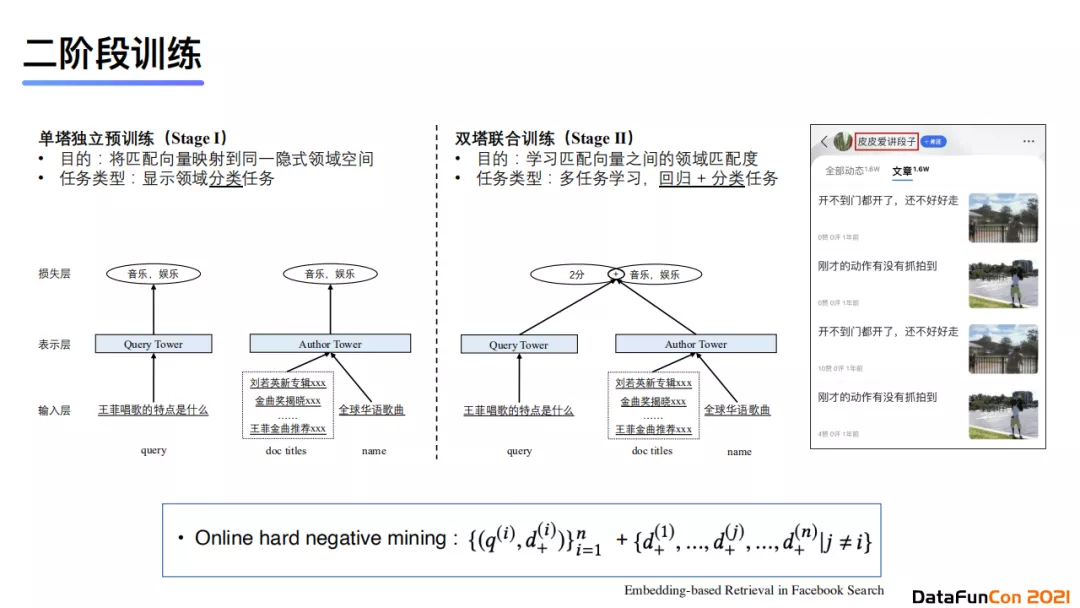 二阶段训练
单塔独立预训练（Stage I）
• 目的：将匹配向量映射到同一隐式领域空间
• 任务类型：显示领域分类任务
损失层
音乐，娱乐
音乐，娱乐
表示层
Query Tower
Author Tower
输入层
王菲唱歌的特点是什么
刘若英新专辑xxx
金曲奖揭晓xxx
……
王菲金曲推荐xxx
全球华语歌曲
query
doc titles
name
双塔联合训练（Stage II）
• 目的：学习匹配向量之间的领域匹配度
• 任务类型：多任务学习，回归 + 分类任务
2分
+
音乐，娱乐
Query Tower
Author Tower
王菲唱歌的特点是什么
刘若英新专辑xxx
金曲奖揭晓xxx
……
王菲金曲推荐xxx
全球华语歌曲
query
doc titles
name
皮皮爱讲段子
全部动态1.6W 文章1.6W
开不到门都开了，还不好好走
0赞 0评 1年前
刚才的动作有没有抓拍到
0赞 0评 1年前
开不到门都开了，还不好好走
10赞 0评 1年前
刚才的动作有没有抓拍到
4赞 0评 1年前
• Online hard negative mining : {(q^(i), d_+^(i))}_{i=1}^n + {d_+^(1), …, d_+^(j), …, d_+^(n) | j ≠ i}
Embedding-based Retrieval in Facebook Search
DataFunCon 2021